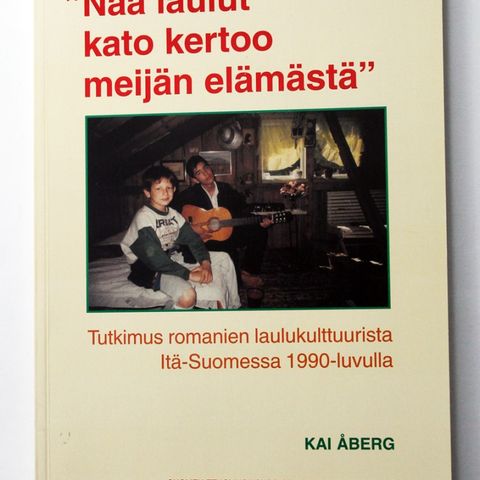 "Nää laulut
kato kertoo
meijän elämästä"
Tutkimus romanien laulukulttuurista
Itä-Suomessa 1990-luvulla
KAI ÅBERG